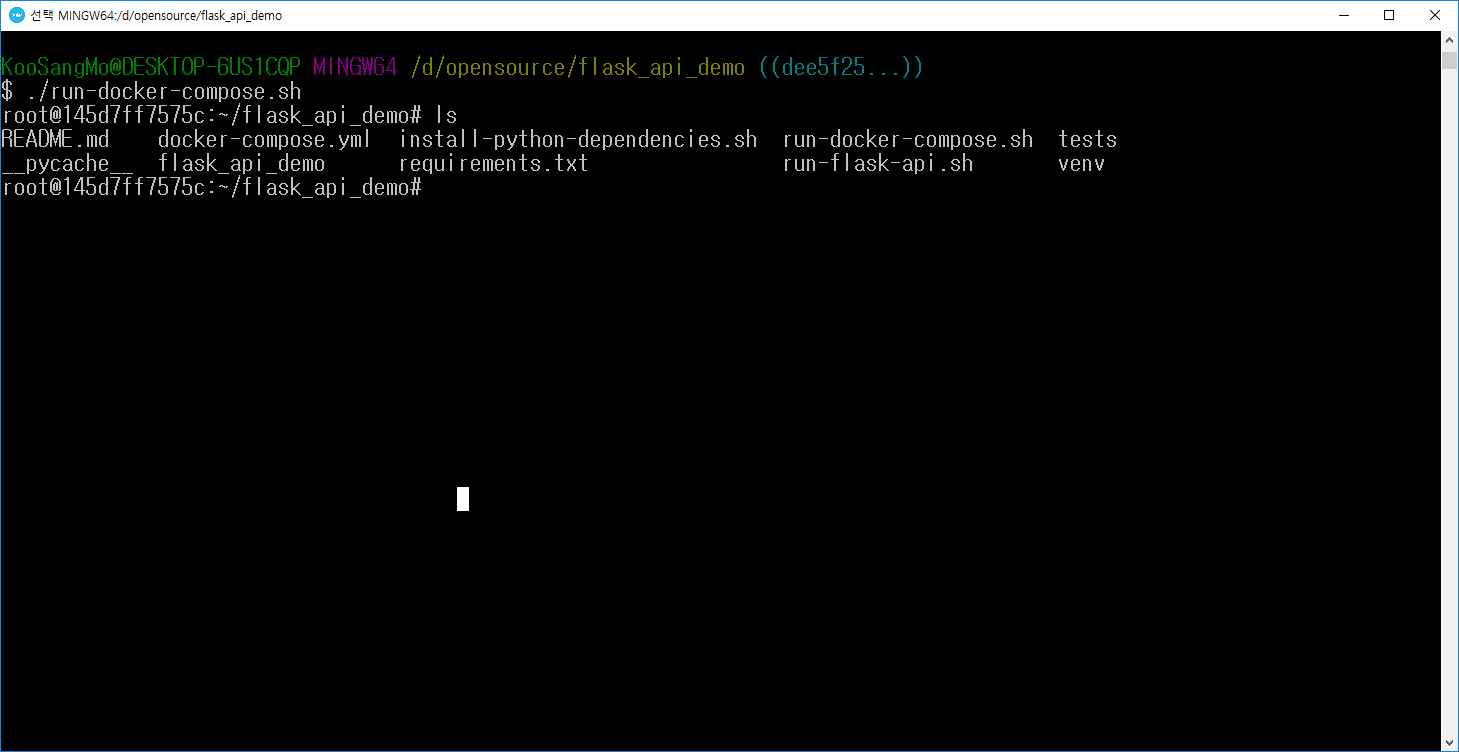 선택 MINGW64:/d/opensource/flask_api_demo
KooSangMo@DESKTOP-6US1CQP MINGW64 /d/opensource/flask_api_demo ((dee5f25...))
$ ./run-docker-compose.sh
root@145d7ff7575c:~/flask_api_demo# ls
README.md    docker-compose.yml  install-python-dependencies.sh  run-docker-compose.sh  tests
__pycache__  flask_api_demo      requirements.txt                run-flask-api.sh       venv
root@145d7ff7575c:~/flask_api_demo#